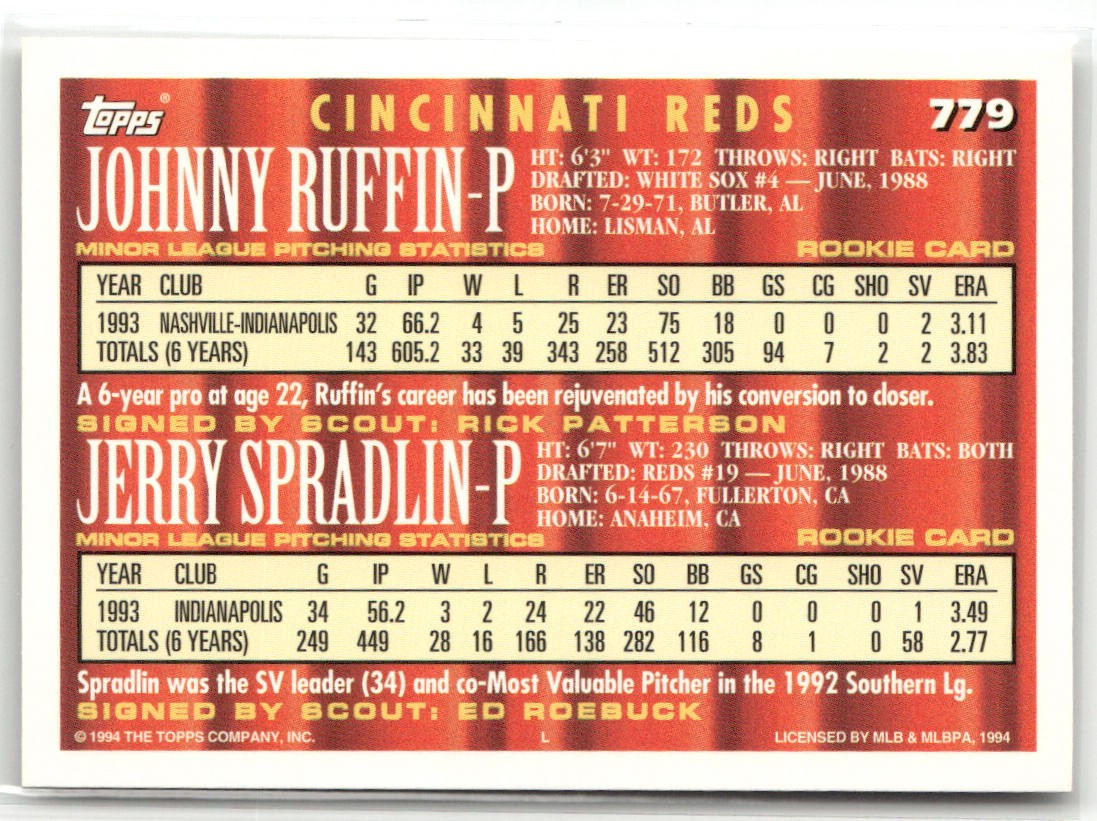 Topps® CINCINNATI REDS 779
JOHNNY RUFFIN-P
HT: 6'3" WT: 172 THROWS: RIGHT BATS: RIGHT
DRAFTED: WHITE SOX #4 — JUNE, 1988
BORN: 7-29-71, BUTLER, AL
HOME: LISMAN, AL
MINOR LEAGUE PITCHING STATISTICS ROOKIE CARD
YEAR CLUB G IP W L R ER SO BB GS CG SHO SV ERA
1993 NASHVILLE-INDIANAPOLIS 32 66.2 4 5 25 23 75 18 0 0 0 2 3.11
TOTALS (6 YEARS) 143 605.2 33 39 343 258 512 305 94 7 2 2 3.83
A 6-year pro at age 22, Ruffin's career has been rejuvenated by his conversion to closer.
SIGNED BY SCOUT: RICK PATTERSON
JERRY SPRADLIN-P
HT: 6'7" WT: 230 THROWS: RIGHT BATS: BOTH
DRAFTED: REDS #19 — JUNE, 1988
BORN: 6-14-67, FULLERTON, CA
HOME: ANAHEIM, CA
MINOR LEAGUE PITCHING STATISTICS ROOKIE CARD
YEAR CLUB G IP W L R ER SO BB GS CG SHO SV ERA
1993 INDIANAPOLIS 34 56.2 3 2 24 22 46 12 0 0 0 1 3.49
TOTALS (6 YEARS) 249 449 28 16 166 138 282 116 8 1 0 58 2.77
Spradlin was the SV leader (34) and co-Most Valuable Pitcher in the 1992 Southern Lg.
SIGNED BY SCOUT: ED ROEBUCK
© 1994 THE TOPPS COMPANY, INC. L LICENSED BY MLB & MLBPA, 1994